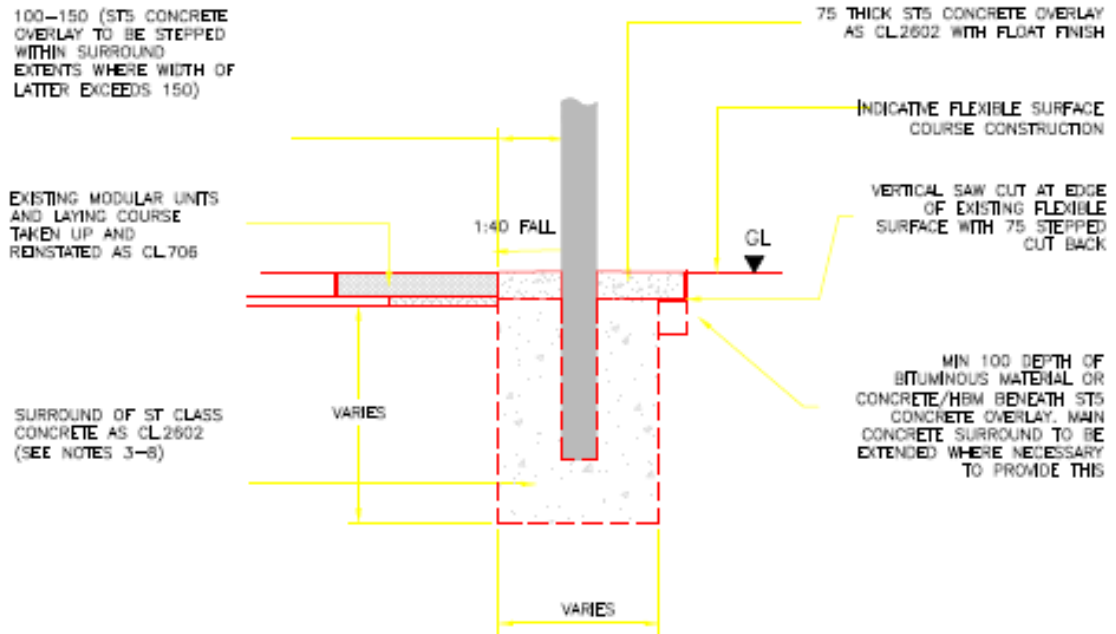 100-150 (ST5 CONCRETE
OVERLAY TO BE STEPPED
WITHIN SURROUND
EXTENTS WHERE WIDTH OF
LATTER EXCEEDS 150)
75 THICK ST5 CONCRETE OVERLAY
AS CL.2602 WITH FLOAT FINISH
INDICATIVE FLEXIBLE SURFACE
COURSE CONSTRUCTION
EXISTING MODULAR UNITS
AND LAYING COURSE
TAKEN UP AND
REINSTATED AS CL.706
1:40 FALL
GL
VERTICAL SAW CUT AT EDGE
OF EXISTING FLEXIBLE
SURFACE WITH 75 STEPPED
CUT BACK
SURROUND OF ST CLASS
CONCRETE AS CL.2602
(SEE NOTES 3-8)
VARIES
MIN 100 DEPTH OF
BITUMINOUS MATERIAL OR
CONCRETE/HBM BENEATH ST5
CONCRETE OVERLAY. MAIN
CONCRETE SURROUND TO BE
EXTENDED WHERE NECESSARY
TO PROVIDE THIS
VARIES